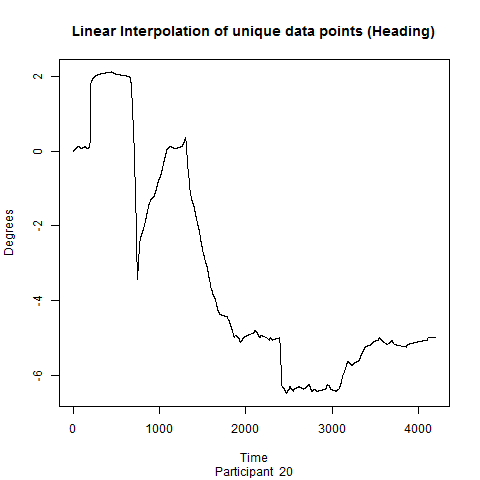 Linear Interpolation of unique data points (Heading)
Degrees
2
0
-2
-4
-6
0 1000 2000 3000 4000
Time
Participant 20